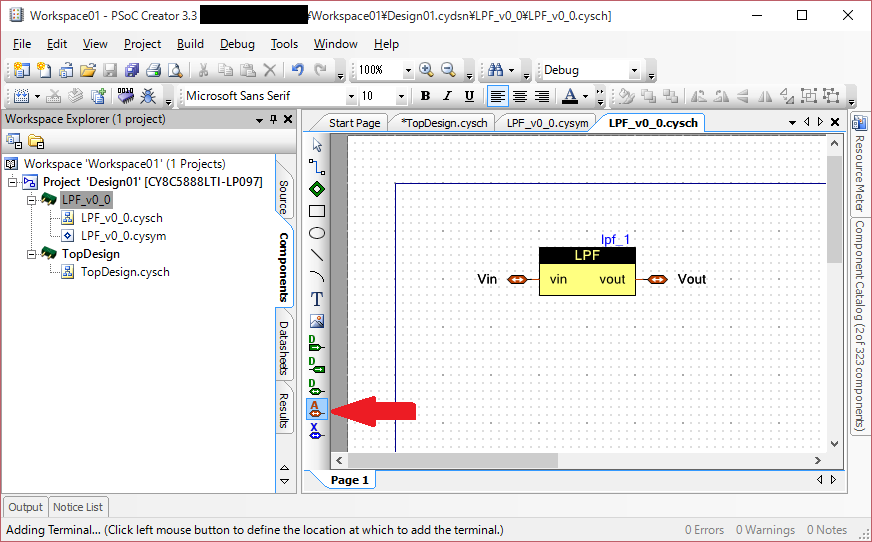 Workspace01 - PSoC Creator 3.3 ¥Workspace01¥Design01.cydsn¥LPF_v0_0¥LPF_v0_0.cysch]
File Edit View Project Build Debug Tools Window Help
100% Debug
Microsoft Sans Serif 10 B I U A
Workspace Explorer (1 project)
Start Page *TopDesign.cysch LPF_v0_0.cysym LPF_v0_0.cysch
Workspace 'Workspace01' (1 Projects)
Project 'Design01' [CY8C5888LTI-LP097]
LPF_v0_0
LPF_v0_0.cysch
LPF_v0_0.cysym
TopDesign
TopDesign.cysch
Source
Components
Datasheets
Results
T
D
D
D
A
X
lpf_1
LPF
Vin vin vout Vout
Resource Meter
Component Catalog (2 of 323 components)
Page 1
Output Notice List
Adding Terminal... (Click left mouse button to define the location at which to add the terminal.) 0 Errors 0 Warnings 0 Notes